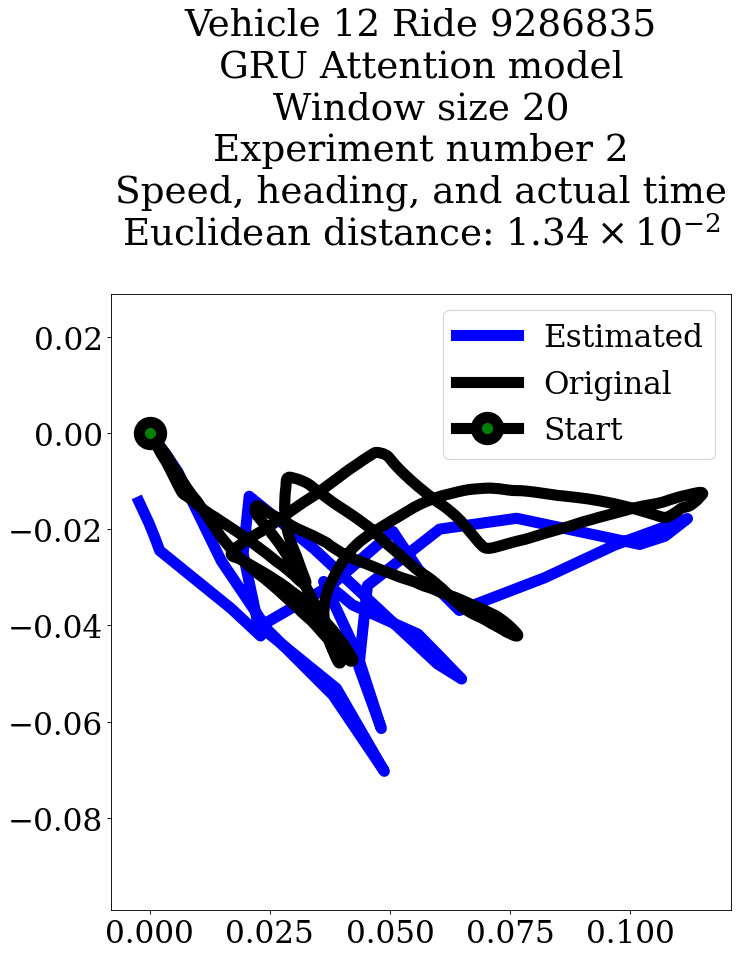 Vehicle 12 Ride 9286835
GRU Attention model
Window size 20
Experiment number 2
Speed, heading, and actual time
Euclidean distance: 1.34 × 10⁻²
Estimated
Original
Start
0.02
0.00
−0.02
−0.04
−0.06
−0.08
0.000 0.025 0.050 0.075 0.100